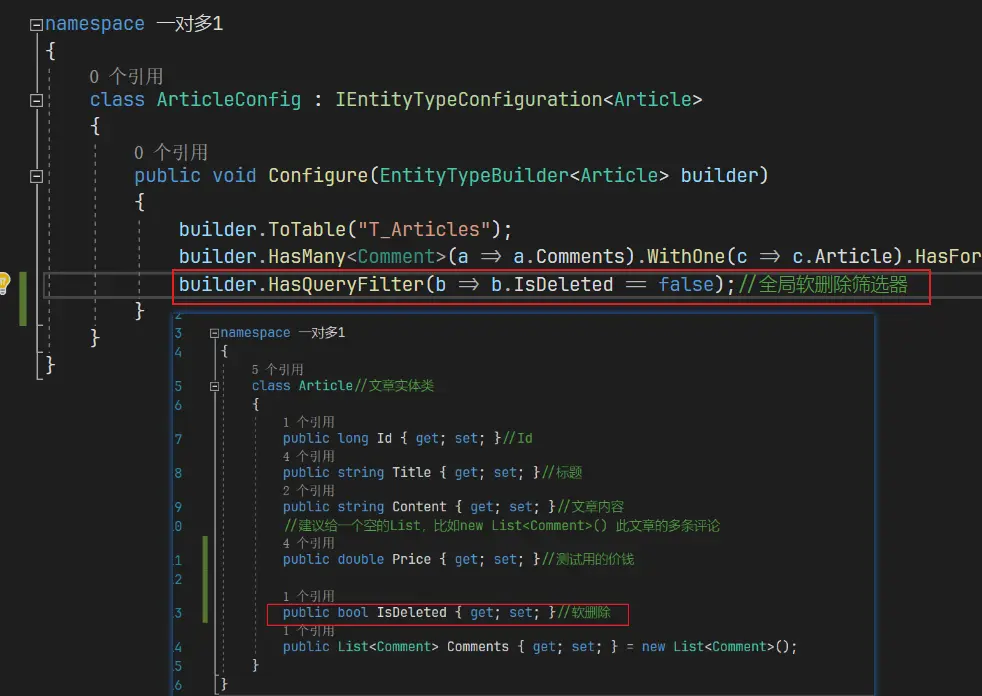 namespace 一对多1
{
0 个引用
class ArticleConfig : IEntityTypeConfiguration<Article>
{
0 个引用
public void Configure(EntityTypeBuilder<Article> builder)
{
builder.ToTable("T_Articles");
builder.HasMany<Comment>(a => a.Comments).WithOne(c => c.Article).HasFor
builder.HasQueryFilter(b => b.IsDeleted == false);//全局软删除筛选器
}
}
}
2
3 namespace 一对多1
4 {
5 个引用
5 class Article//文章实体类
6 {
1 个引用
7 public long Id { get; set; }//Id
4 个引用
8 public string Title { get; set; }//标题
2 个引用
9 public string Content { get; set; }//文章内容
0 //建议给一个空的List，比如new List<Comment>() 此文章的多条评论
4 个引用
1 public double Price { get; set; }//测试用的价钱
2
1 个引用
3 public bool IsDeleted { get; set; }//软删除
1 个引用
4 public List<Comment> Comments { get; set; } = new List<Comment>();
5 }
6 }